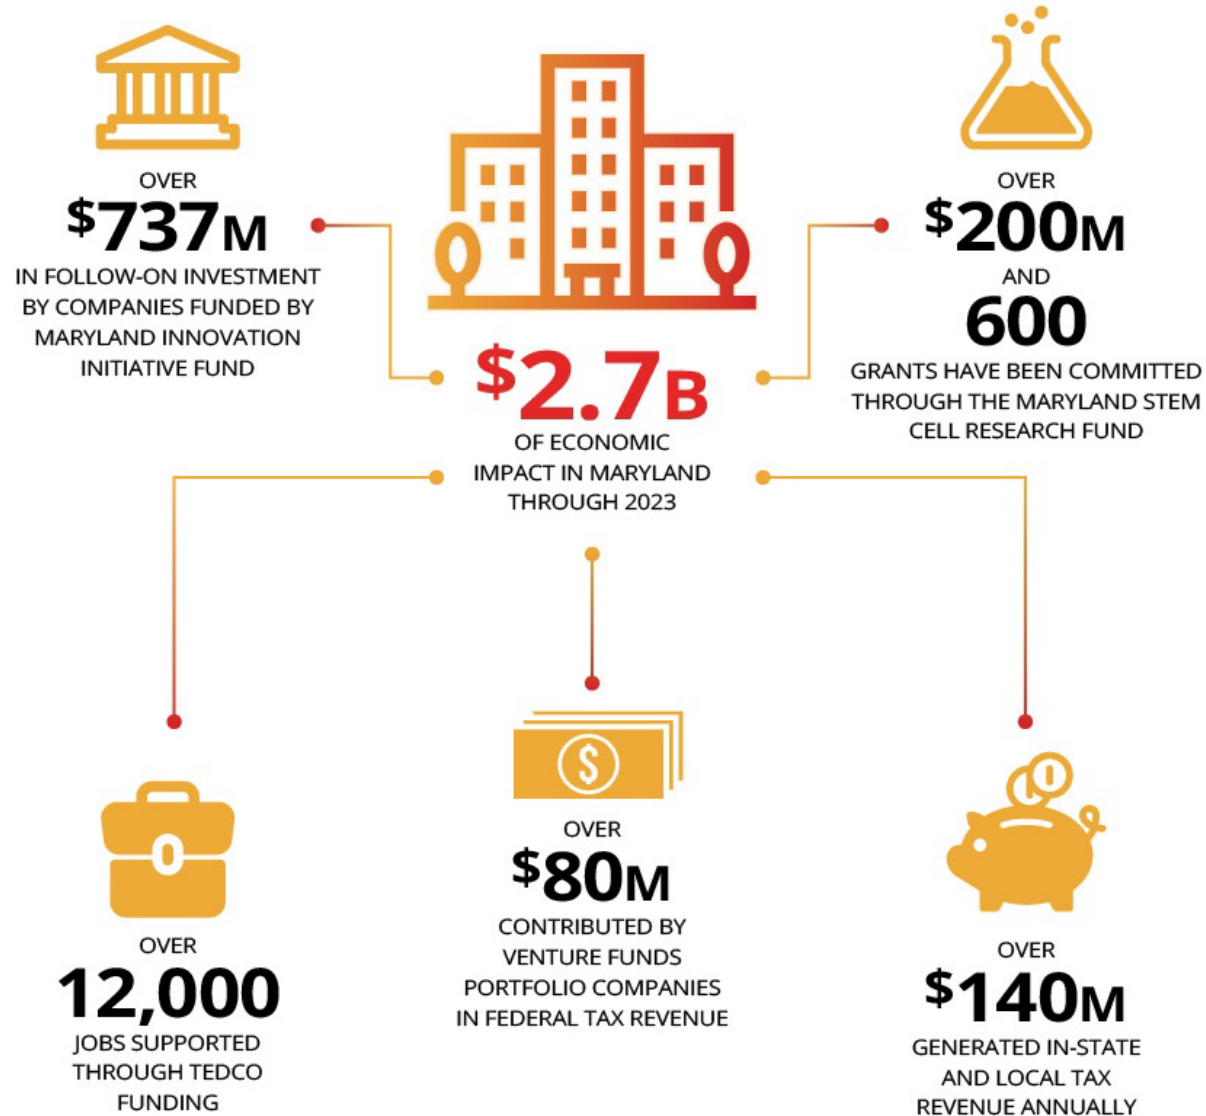 OVER
$737M
IN FOLLOW-ON INVESTMENT
BY COMPANIES FUNDED BY
MARYLAND INNOVATION
INITIATIVE FUND
$2.7B
OF ECONOMIC
IMPACT IN MARYLAND
THROUGH 2023
OVER
$200M
AND
600
GRANTS HAVE BEEN COMMITTED
THROUGH THE MARYLAND STEM
CELL RESEARCH FUND
OVER
12,000
JOBS SUPPORTED
THROUGH TEDCO
FUNDING
$
OVER
$80M
CONTRIBUTED BY
VENTURE FUNDS
PORTFOLIO COMPANIES
IN FEDERAL TAX REVENUE
OVER
$140M
GENERATED IN-STATE
AND LOCAL TAX
REVENUE ANNUALLY